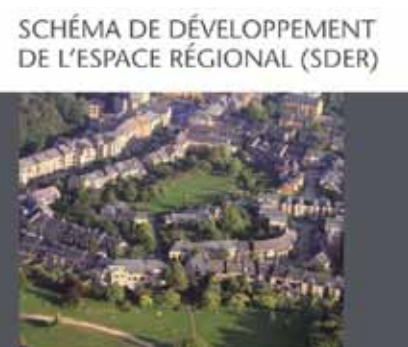 SCHÉMA DE DÉVELOPPEMENT
DE L'ESPACE RÉGIONAL (SDER)